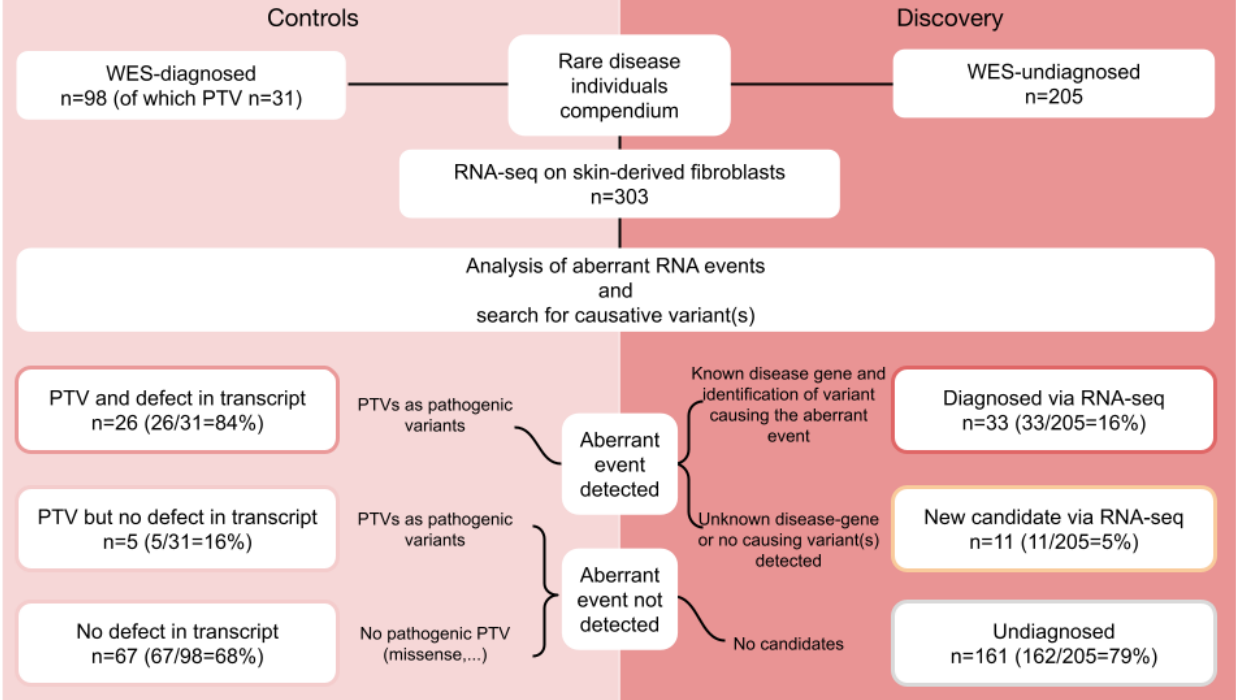 Controls
Discovery
WES-diagnosed
n=98 (of which PTV n=31)
Rare disease
individuals
compendium
WES-undiagnosed
n=205
RNA-seq on skin-derived fibroblasts
n=303
Analysis of aberrant RNA events
and
search for causative variant(s)
PTV and defect in transcript
n=26 (26/31=84%)
PTVs as pathogenic
variants
Aberrant
event
detected
Known disease gene and
identification of variant
causing the aberrant
event
Diagnosed via RNA-seq
n=33 (33/205=16%)
PTV but no defect in transcript
n=5 (5/31=16%)
PTVs as pathogenic
variants
Unknown disease-gene
or no causing variant(s)
detected
New candidate via RNA-seq
n=11 (11/205=5%)
Aberrant
event not
detected
No defect in transcript
n=67 (67/98=68%)
No pathogenic PTV
(missense,...)
No candidates
Undiagnosed
n=161 (162/205=79%)